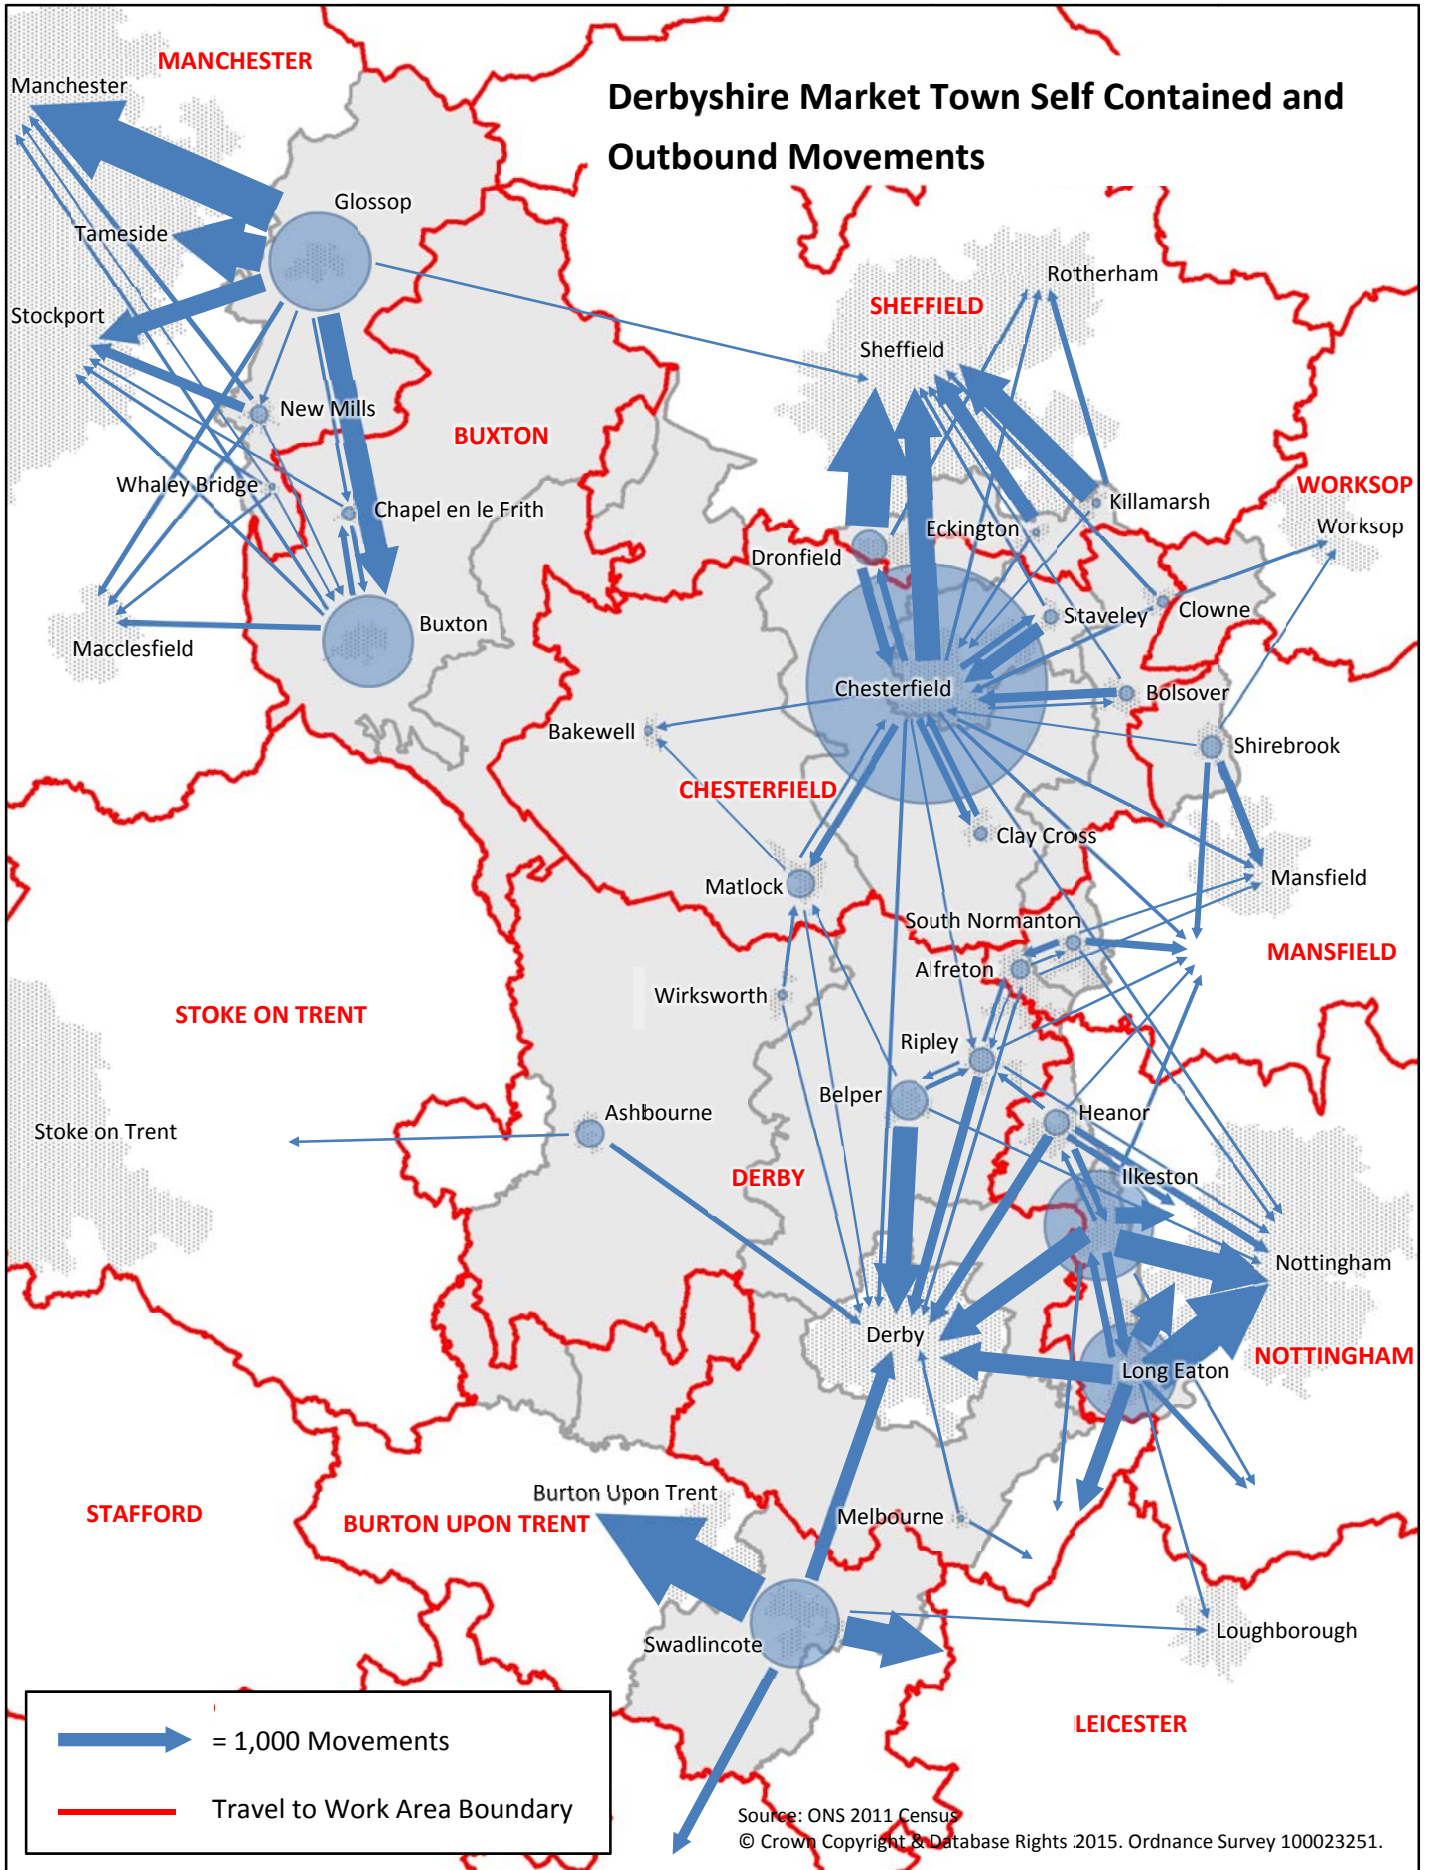 MANCHESTER
Manchester
Derbyshire Market Town Self Contained and
Outbound Movements
Glossop
Tameside
Rotherham
SHEFFIELD
Stockport
Sheffield
New Mills
BUXTON
Whaley Bridge
WORKSOP
Killamarsh
Chapel en le Frith
Eckington
Worksop
Dronfield
Staveley
Clowne
Buxton
Macclesfield
Chesterfield
Bolsover
Bakewell
Shirebrook
CHESTERFIELD
Clay Cross
Matlock
Mansfield
South Normanton
MANSFIELD
Alfreton
Wirksworth
STOKE ON TRENT
Ripley
Belper
Ashbourne
Heanor
Stoke on Trent
DERBY
Ilkeston
Nottingham
Derby
NOTTINGHAM
Long Eaton
Burton Upon Trent
STAFFORD
BURTON UPON TRENT
Melbourne
Swadlincote
Loughborough
LEICESTER
= 1,000 Movements
Travel to Work Area Boundary
Source: ONS 2011 Census
© Crown Copyright & Database Rights 2015. Ordnance Survey 100023251.